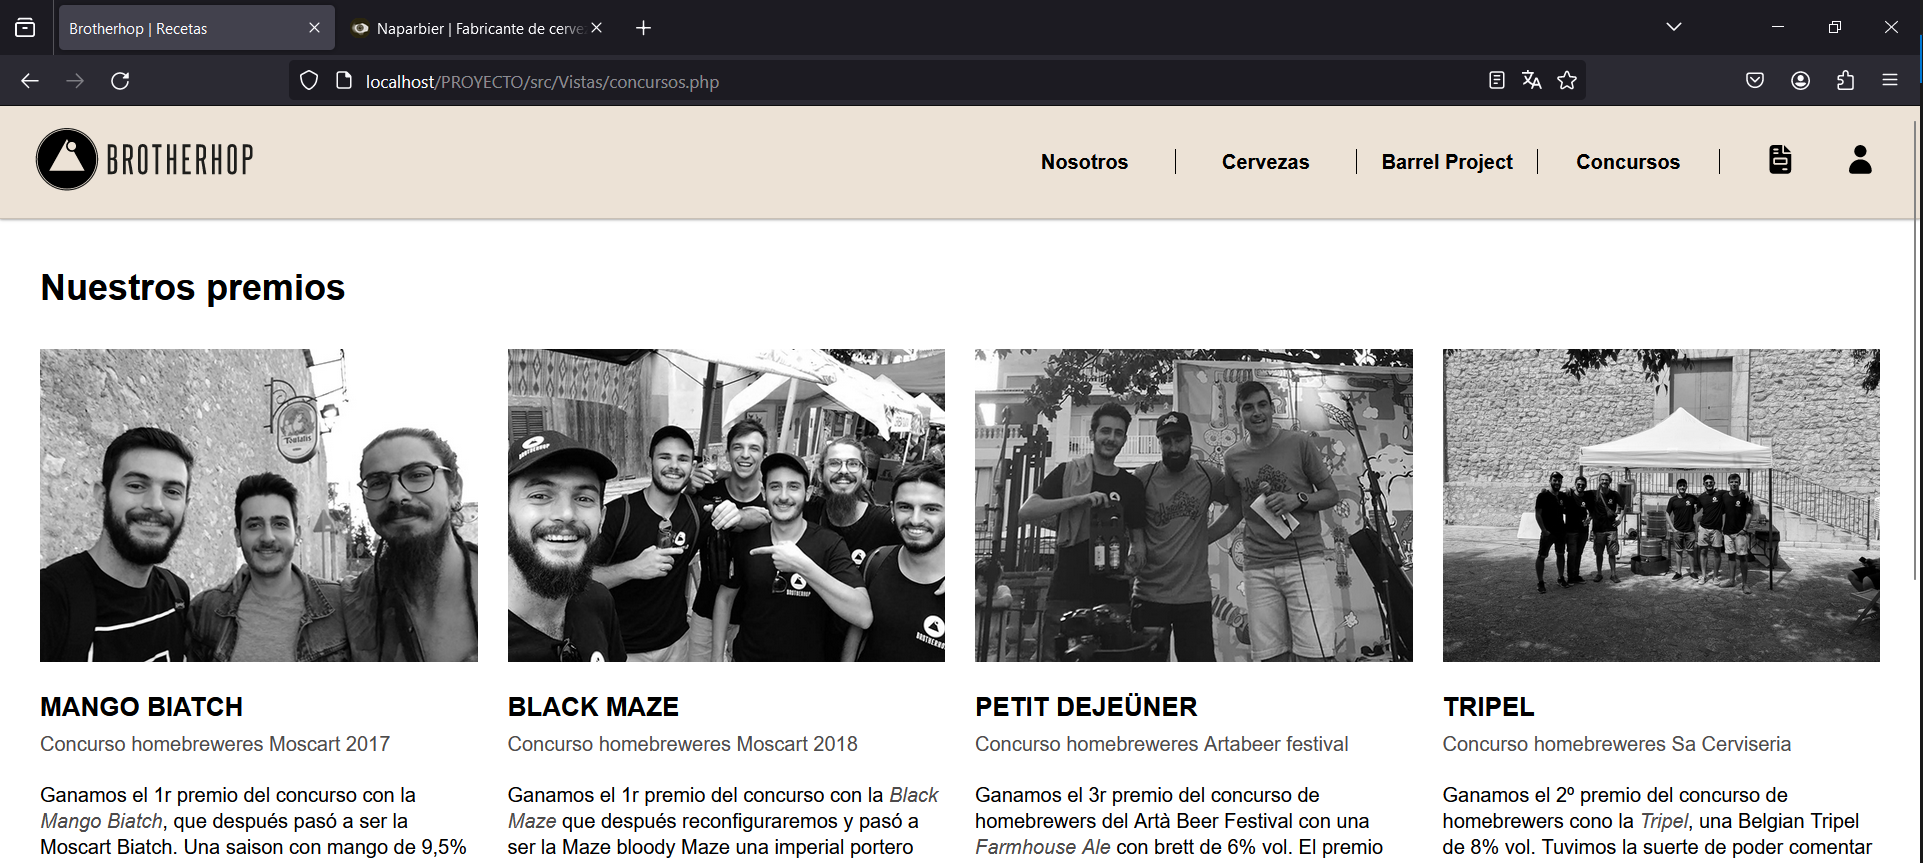 Brotherhop | Recetas
Naparbier | Fabricante de cerve
localhost/PROYECTO/src/Vistas/concursos.php
BROTHERHOP
Nosotros
Cervezas
Barrel Project
Concursos
Nuestros premios
Toutatis
BROTHERHOP
BROTHERHOP
BROTHERHOP
MANGO BIATCH
Concurso homebreweres Moscart 2017
Ganamos el 1r premio del concurso con la
Mango Biatch, que después pasó a ser la
Moscart Biatch. Una saison con mango de 9,5%
BLACK MAZE
Concurso homebreweres Moscart 2018
Ganamos el 1r premio del concurso con la Black
Maze que después reconfiguraremos y pasó a
ser la Maze bloody Maze una imperial portero
PETIT DEJEÜNER
Concurso homebreweres Artabeer festival
Ganamos el 3r premio del concurso de
homebrewers del Artà Beer Festival con una
Farmhouse Ale con brett de 6% vol. El premio
TRIPEL
Concurso homebreweres Sa Cerviseria
Ganamos el 2º premio del concurso de
homebrewers cono la Tripel, una Belgian Tripel
de 8% vol. Tuvimos la suerte de poder comentar